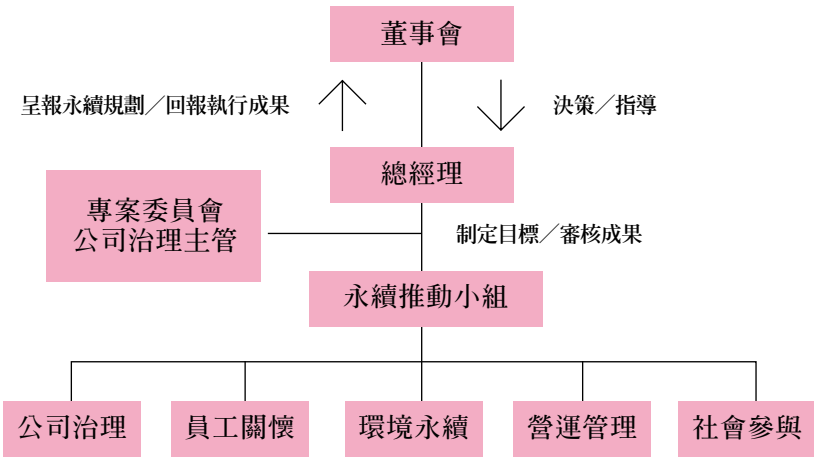 董事會
呈報永續規劃／回報執行成果
決策／指導
總經理
專案委員會
公司治理主管
制定目標／審核成果
永續推動小組
公司治理
員工關懷
環境永續
營運管理
社會參與